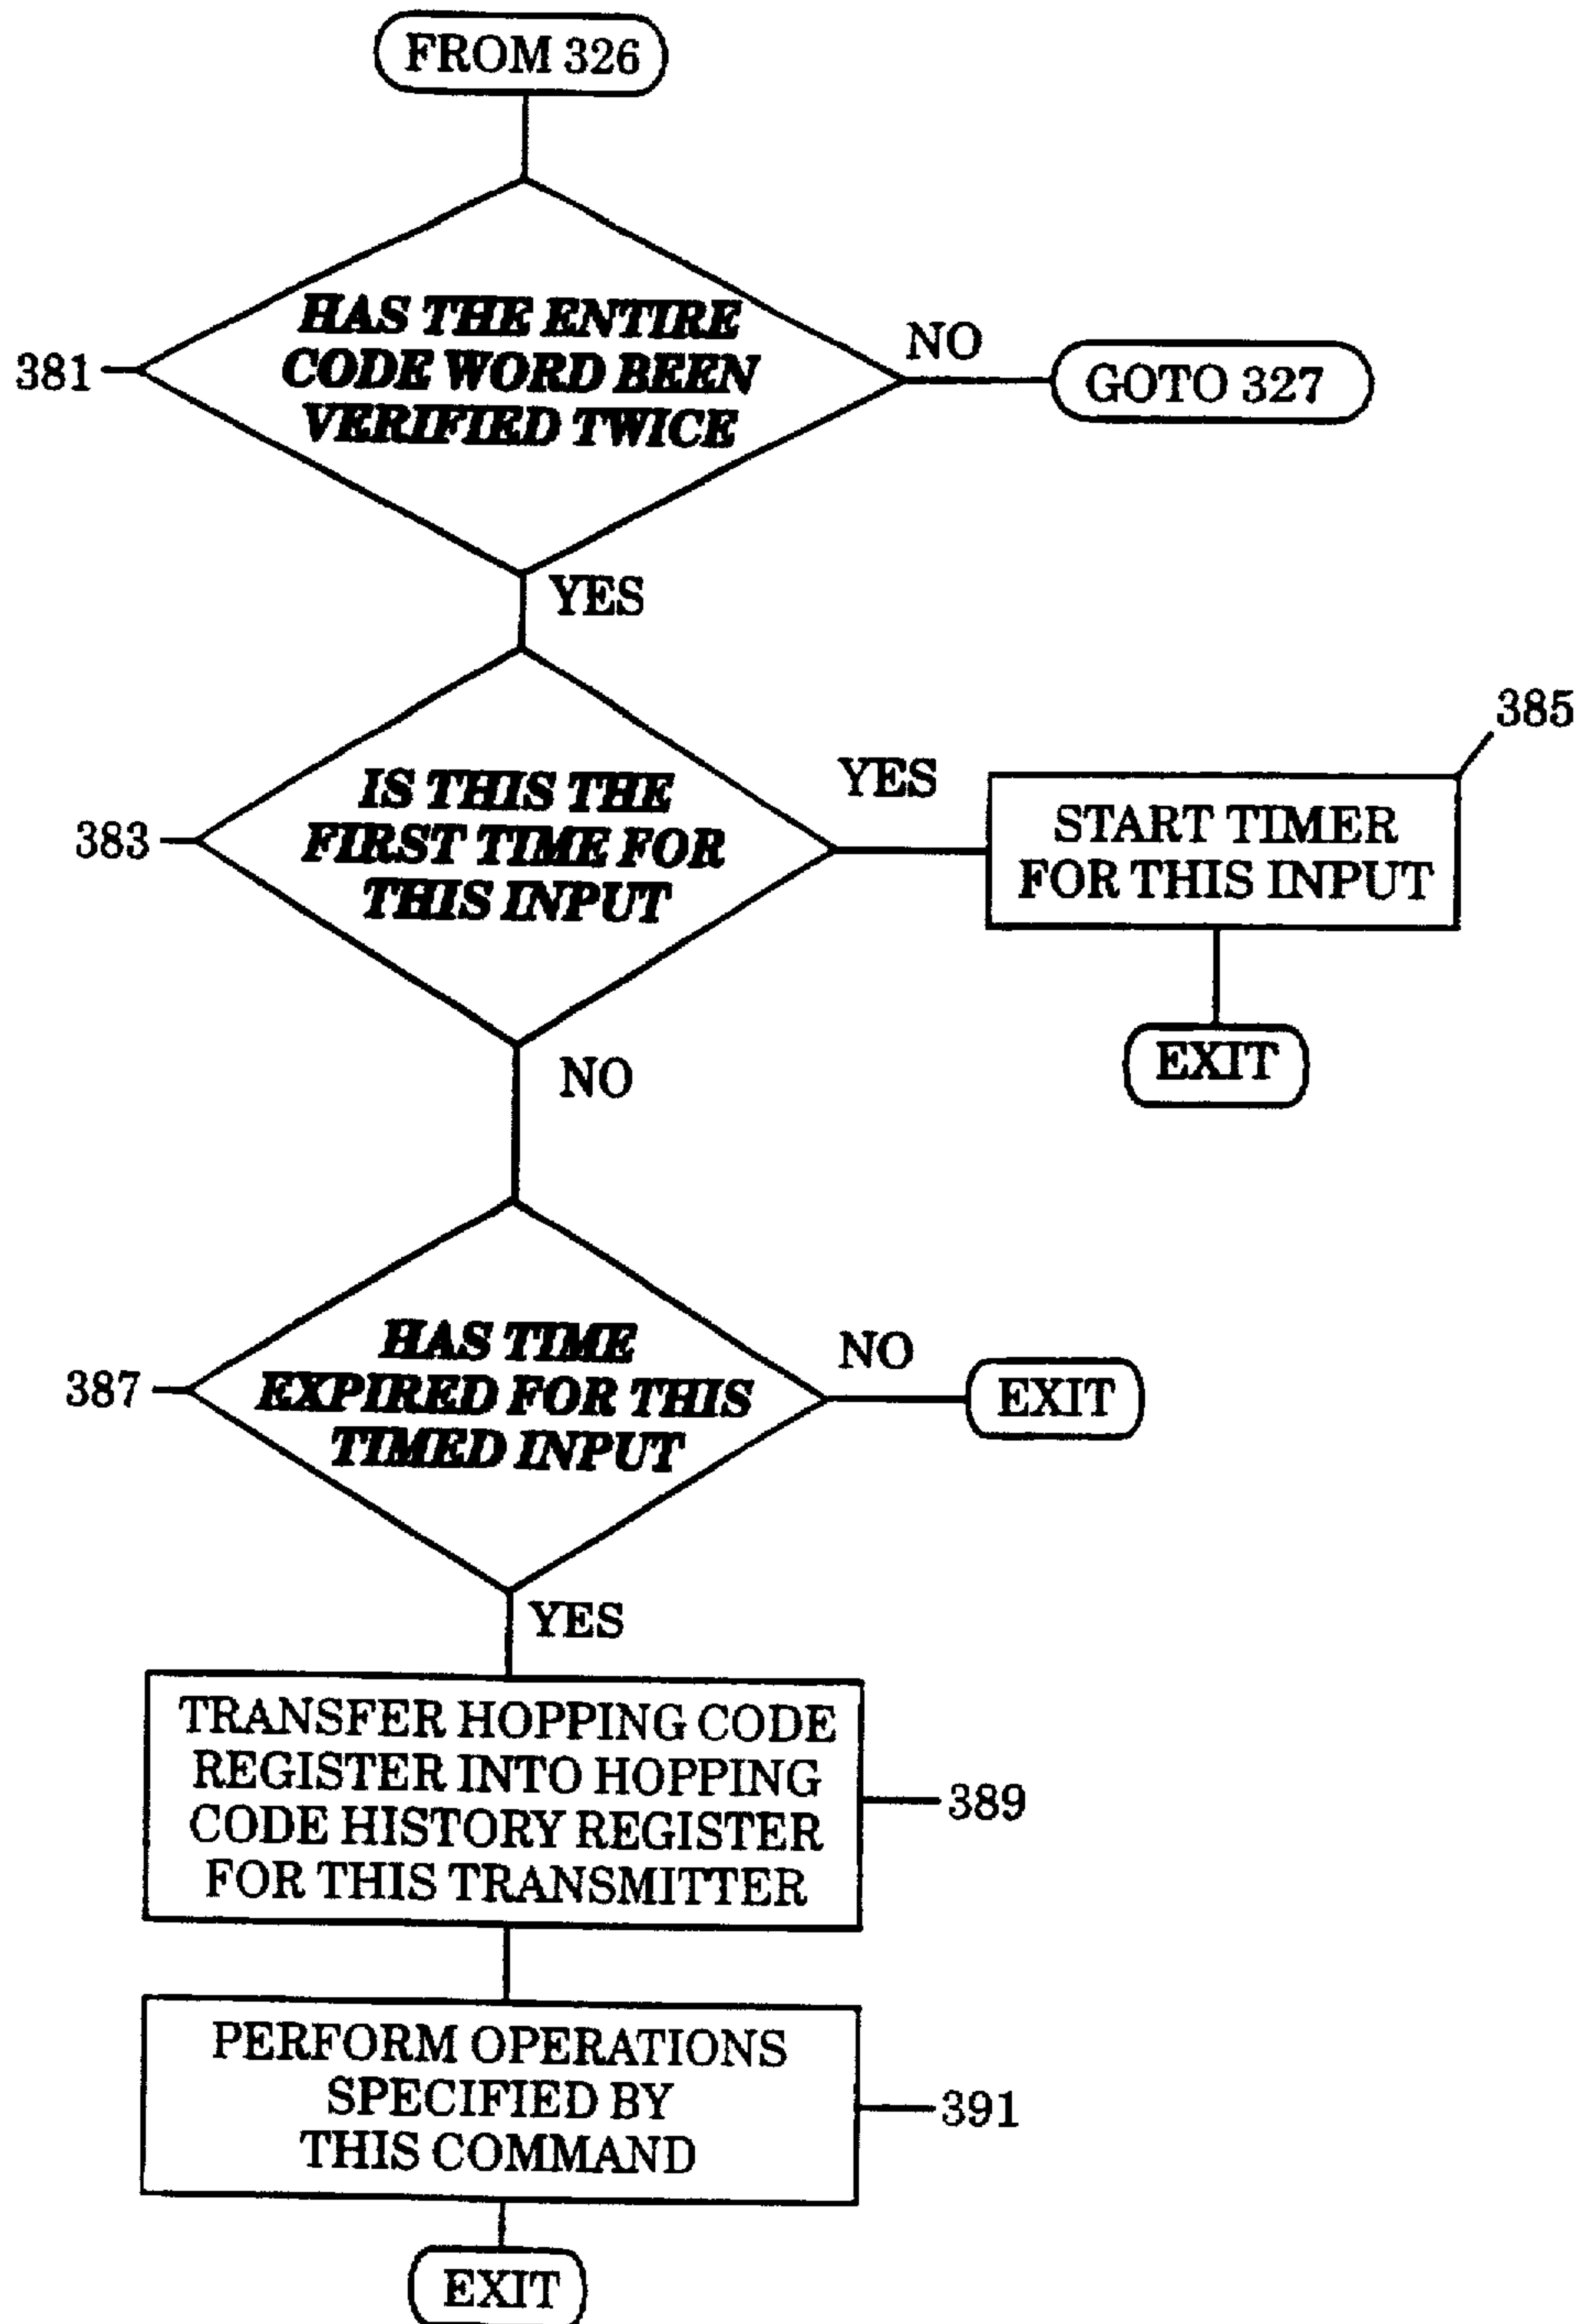 FROM 326
HAS THE ENTIRE
CODE WORD BEEN
VERIFIED TWICE
381
NO
GOTO 327
YES
385
IS THIS THE
FIRST TIME FOR
THIS INPUT
383
YES
START TIMER
FOR THIS INPUT
EXIT
NO
HAS TIME
EXPIRED FOR THIS
TIMED INPUT
387
NO
EXIT
YES
TRANSFER HOPPING CODE
REGISTER INTO HOPPING
CODE HISTORY REGISTER
FOR THIS TRANSMITTER
389
PERFORM OPERATIONS
SPECIFIED BY
THIS COMMAND
391
EXIT